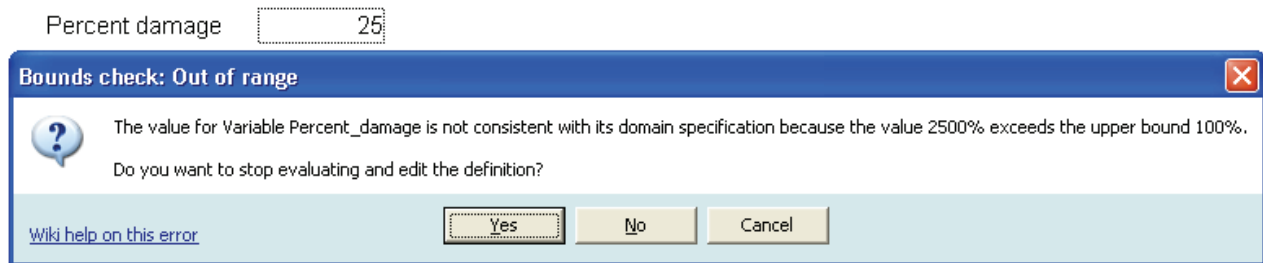 Percent damage 25
Bounds check: Out of range
The value for Variable Percent_damage is not consistent with its domain specification because the value 2500% exceeds the upper bound 100%.
Do you want to stop evaluating and edit the definition?
Wiki help on this error Yes No Cancel